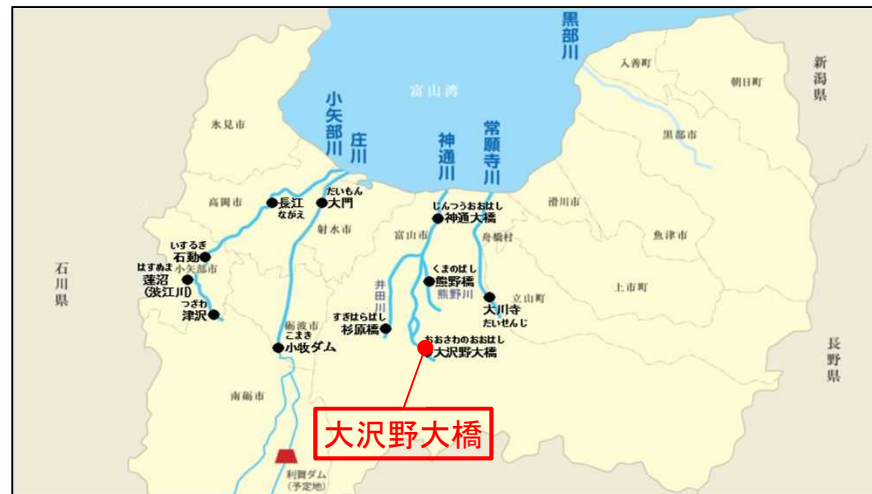 黒部川
新潟県
入善町
朝日町
富山湾
小矢部川
庄川
神通川
常願寺川
氷見市
黒部市
高岡市
だいもん
大門
長江
ながえ
射水市
じんつうおおはし
神通大橋
富山市
滑川市
舟橋村
魚津市
いするぎ
石動
はすぬま
小矢部市
蓮沼
(渋江川)
つざわ
津沢
石川県
井田川
くまのばし
熊野橋
熊野川
立山町
上市町
大川寺
だいせんじ
すぎはらばし
杉原橋
砺波市
こまき
小牧ダム
おおさわのおおはし
大沢野大橋
長野県
南砺市
大沢野大橋
利賀ダム
(予定地)